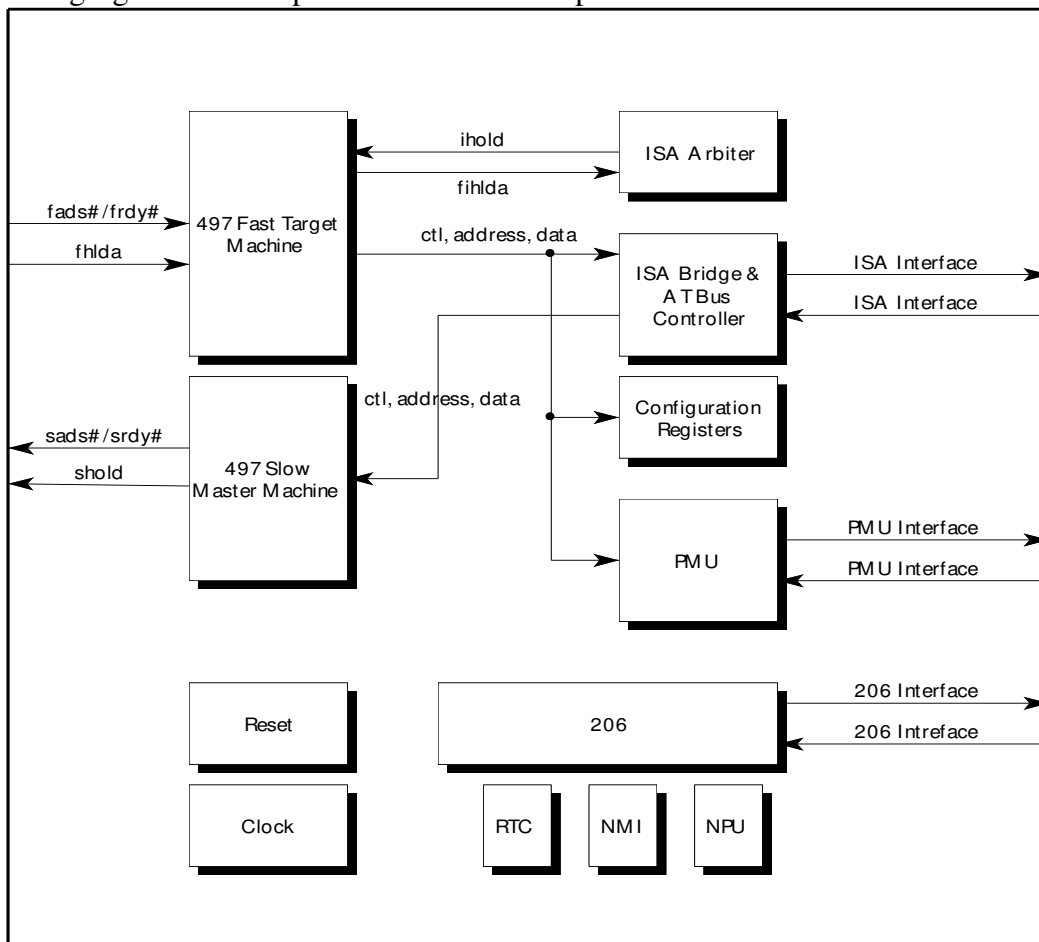 ihold
ISA Arbiter
fihlda
fads#/frdy#
497 Fast Target
Machine
ctl, address, data
fhlda
ISA Bridge &
AT Bus
Controller
ISA Interface
ISA Interface
ctl, address, data
Configuration
Registers
sads#/srdy#
shold
497 Slow
Master Machine
PMU Interface
PMU
PMU Interface
Reset
206
206 Interface
206 Intreface
Clock
RTC
NMI
NPU